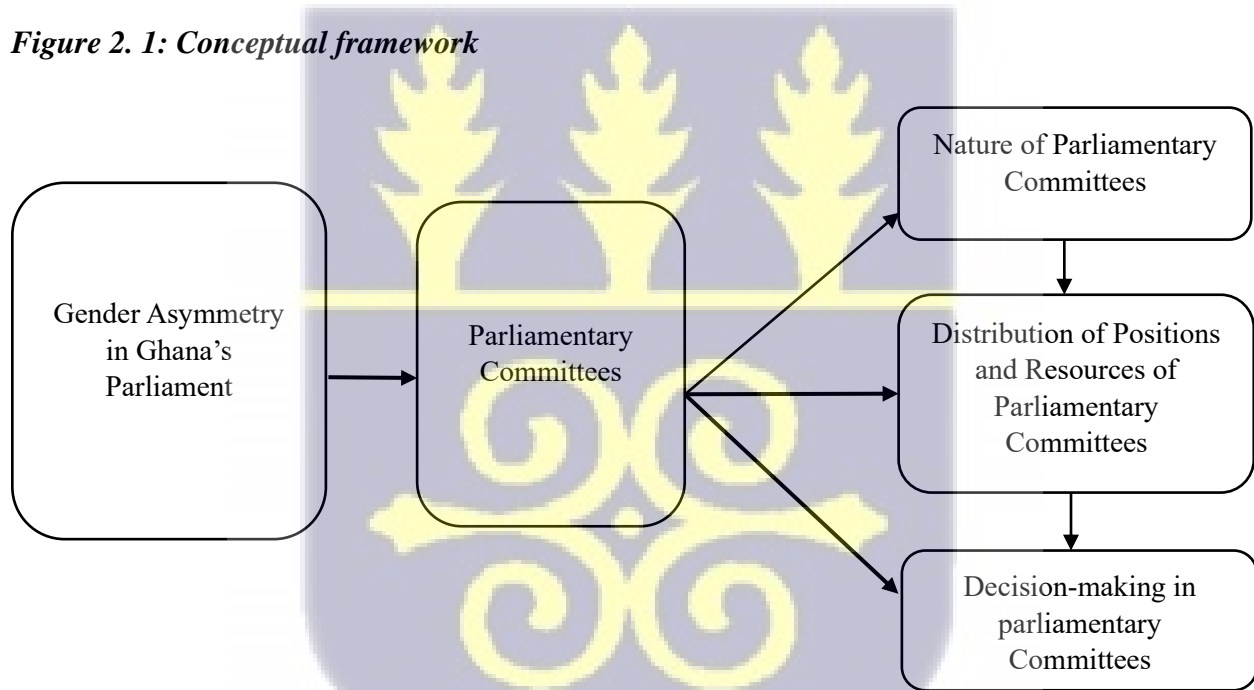 Figure 2. 1: Conceptual framework
Gender Asymmetry
in Ghana's
Parliament
Parliamentary
Committees
Nature of Parliamentary
Committees
Distribution of Positions
and Resources of
Parliamentary
Committees
Decision-making in
parliamentary
Committees